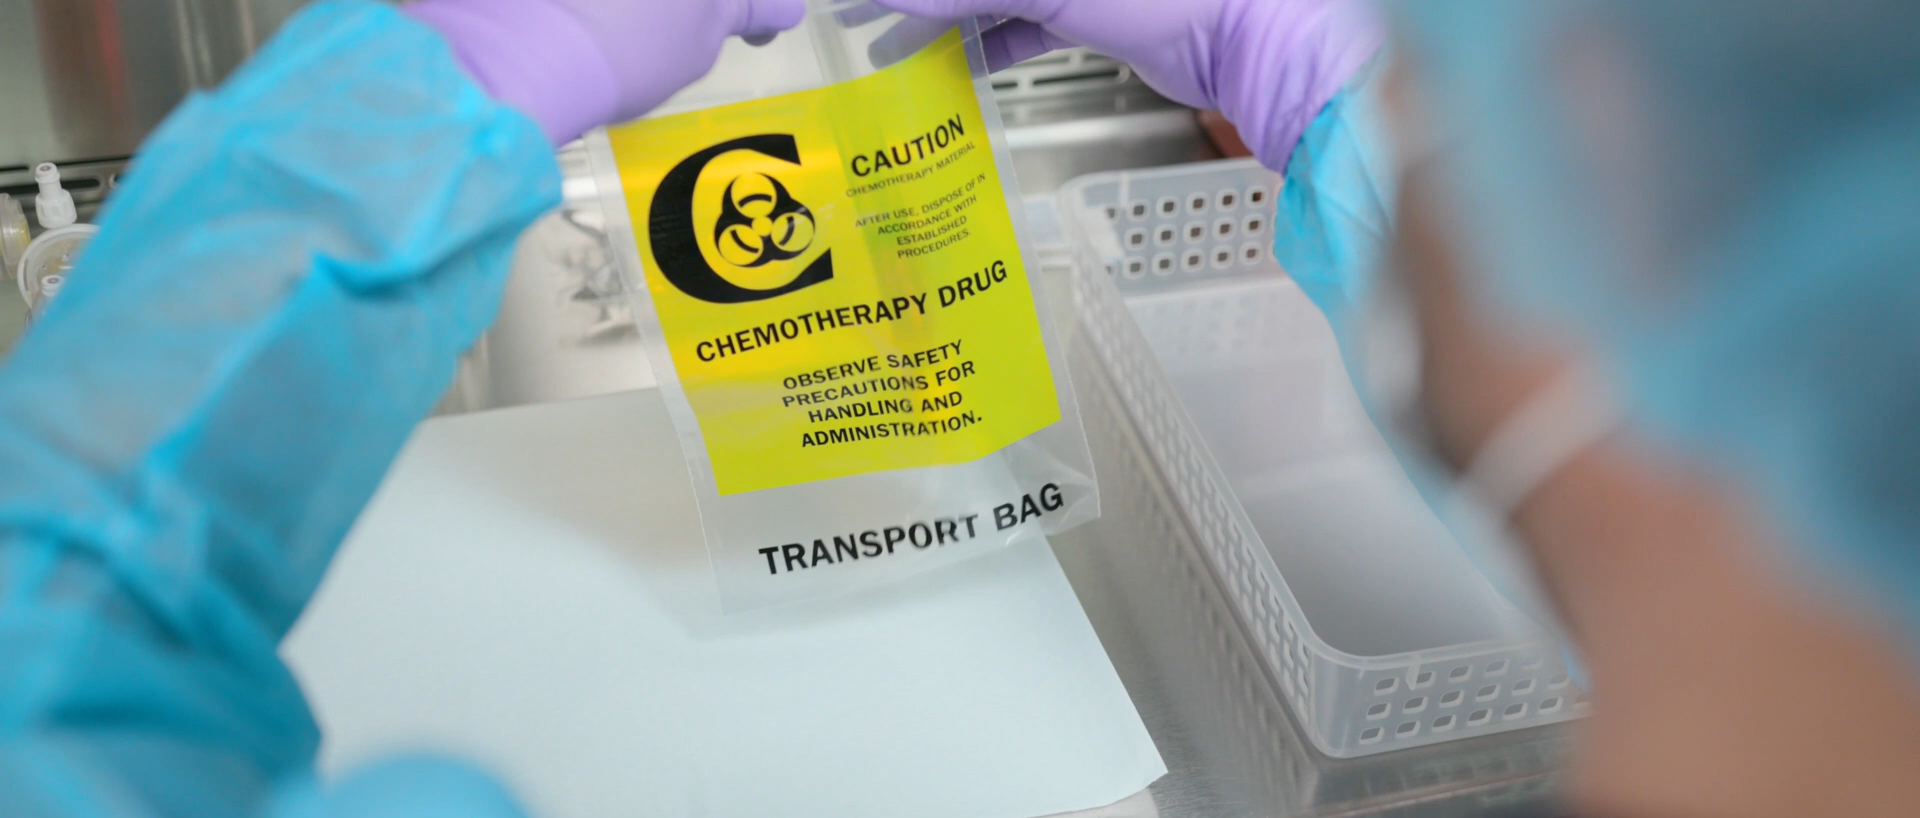 C
CAUTION
CHEMOTHERAPY MATERIAL
AFTER USE, DISPOSE OF IN
ACCORDANCE WITH
ESTABLISHED
PROCEDURES.
CHEMOTHERAPY DRUG
OBSERVE SAFETY
PRECAUTIONS FOR
HANDLING AND
ADMINISTRATION.
TRANSPORT BAG